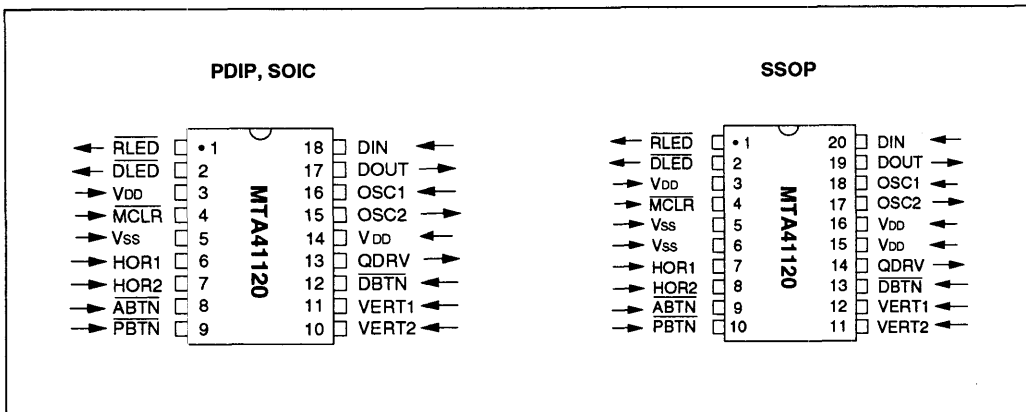 PDIP, SOIC
RLED • 1 18 DIN
DLED 2 17 DOUT
VDD 3 16 OSC1
MCLR 4 15 OSC2
VSS 5 14 VDD
HOR1 6 13 QDRV
HOR2 7 12 DBTN
ABTN 8 11 VERT1
PBTN 9 10 VERT2
MTA41120
SSOP
RLED • 1 20 DIN
DLED 2 19 DOUT
VDD 3 18 OSC1
MCLR 4 17 OSC2
VSS 5 16 VDD
VSS 6 15 VDD
HOR1 7 14 QDRV
HOR2 8 13 DBTN
ABTN 9 12 VERT1
PBTN 10 11 VERT2
MTA41120